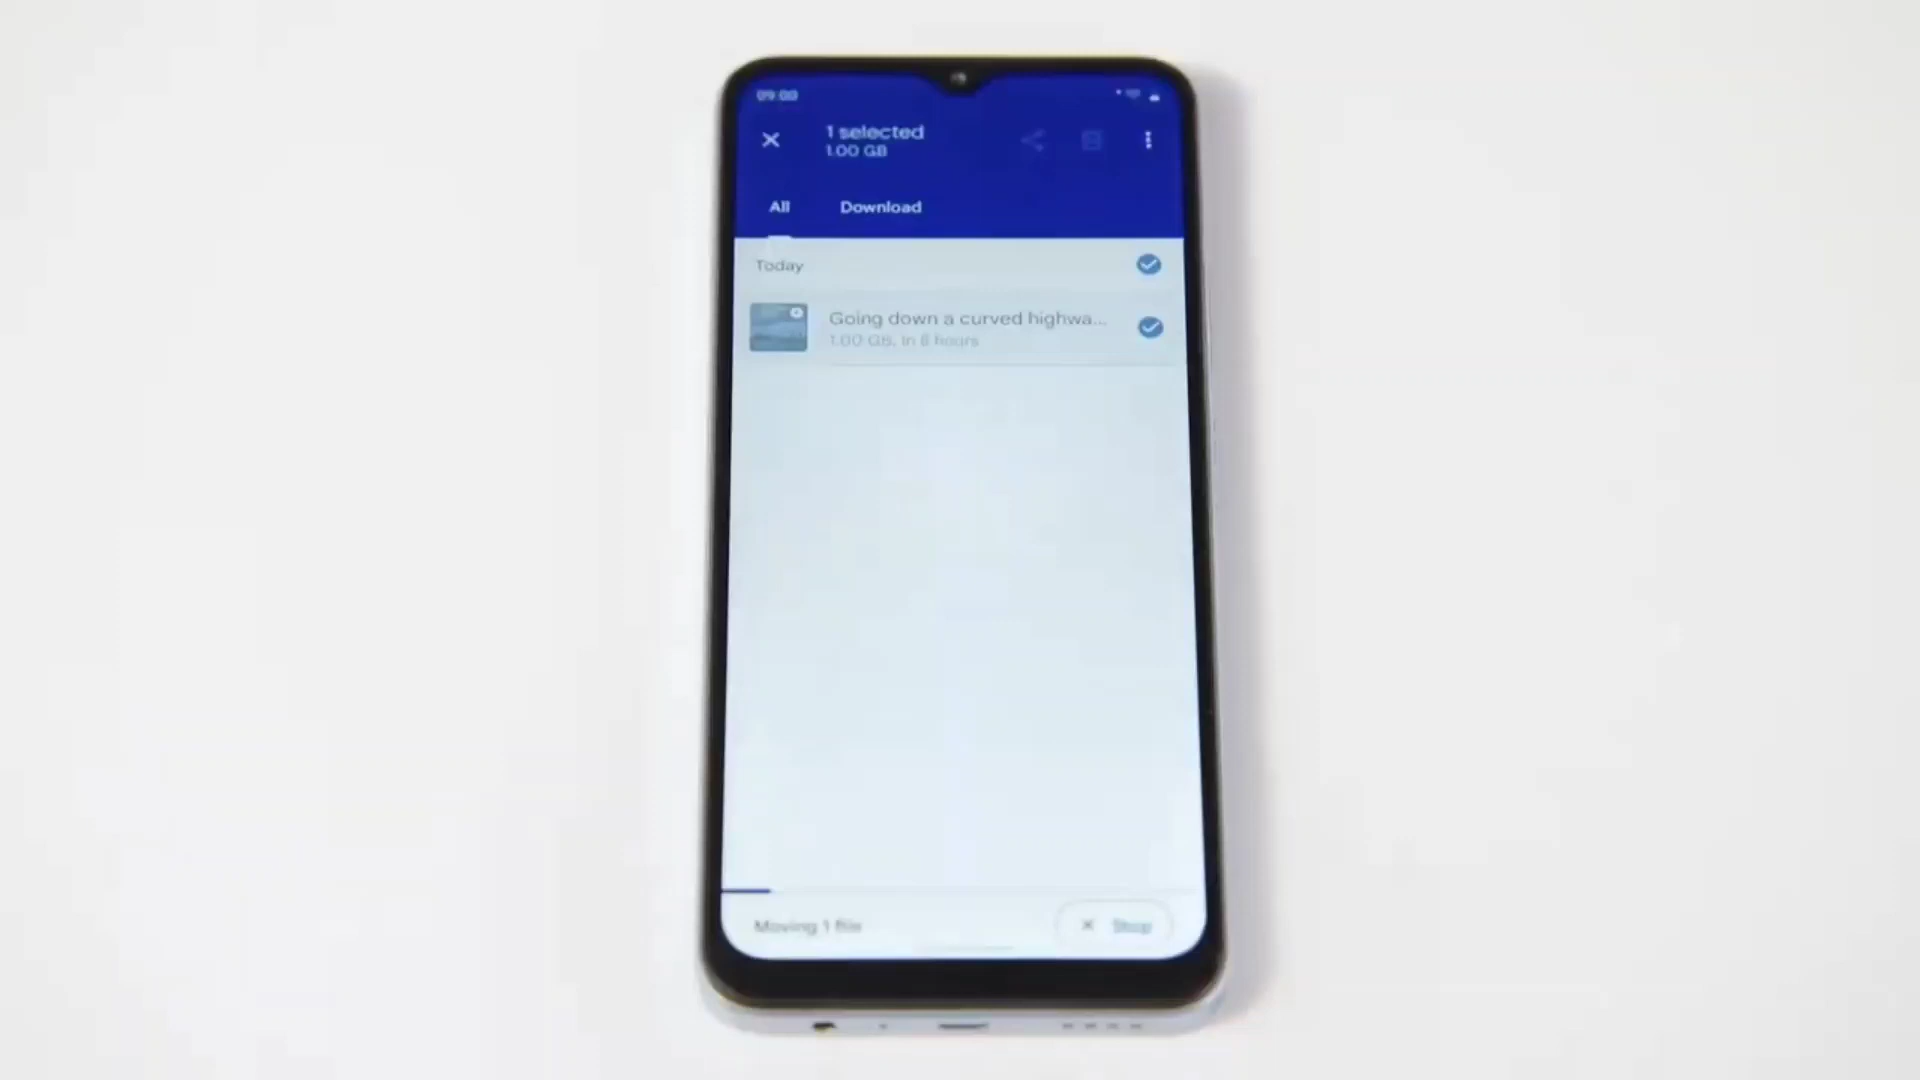 09:00
1 selected
1.00 GB
All
Download
Today
Going down a curved highwa...
1.00 GB, In 8 hours
Moving 1 file
Stop